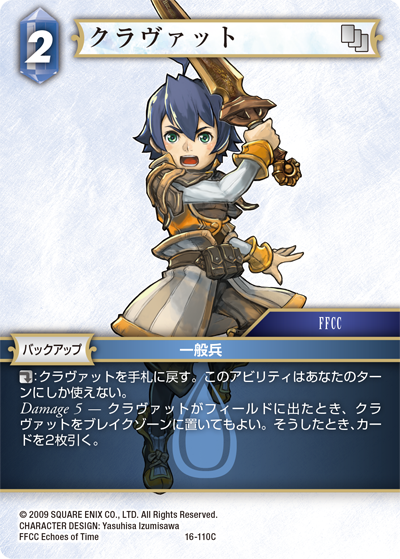 2
クラヴァット
FFCC
バックアップ
一般兵
:クラヴァットを手札に戻す。このアビリティはあなたのター
ンにしか使えない。
Damage 5 — クラヴァットがフィールドに出たとき、クラ
ヴァットをブレイクゾーンに置いてもよい。そうしたとき、カー
ドを2枚引く。
© 2009 SQUARE ENIX CO., LTD. All Rights Reserved.
CHARACTER DESIGN: Yasuhisa Izumisawa
FFCC Echoes of Time
16-110C